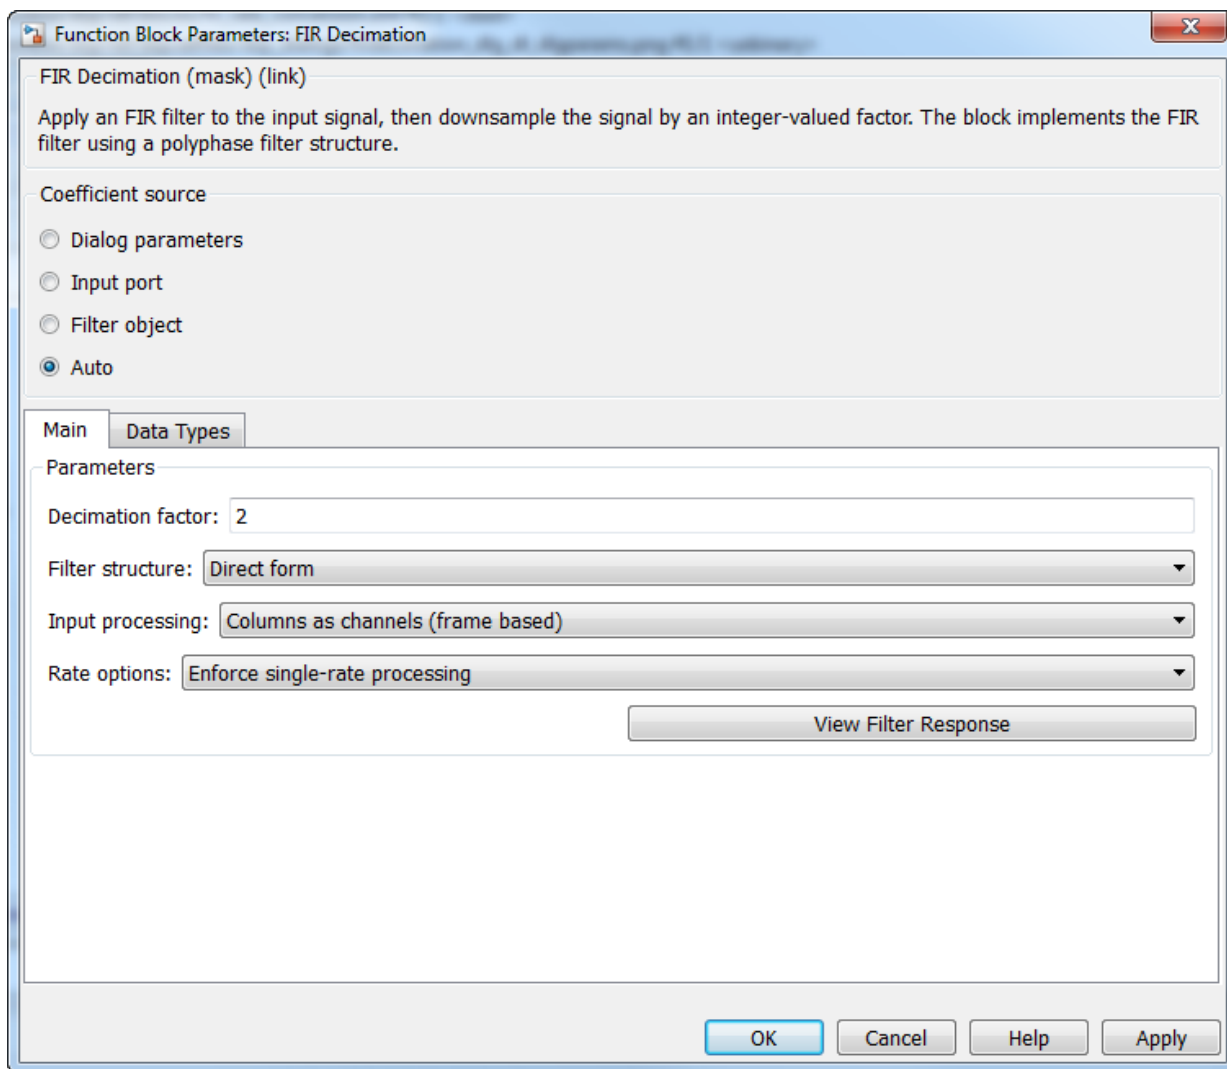 Function Block Parameters: FIR Decimation
FIR Decimation (mask) (link)
Apply an FIR filter to the input signal, then downsample the signal by an integer-valued factor. The block implements the FIR
filter using a polyphase filter structure.
Coefficient source
Dialog parameters
Input port
Filter object
Auto
Main Data Types
Parameters
Decimation factor: 2
Filter structure: Direct form
Input processing: Columns as channels (frame based)
Rate options: Enforce single-rate processing
View Filter Response
OK Cancel Help Apply